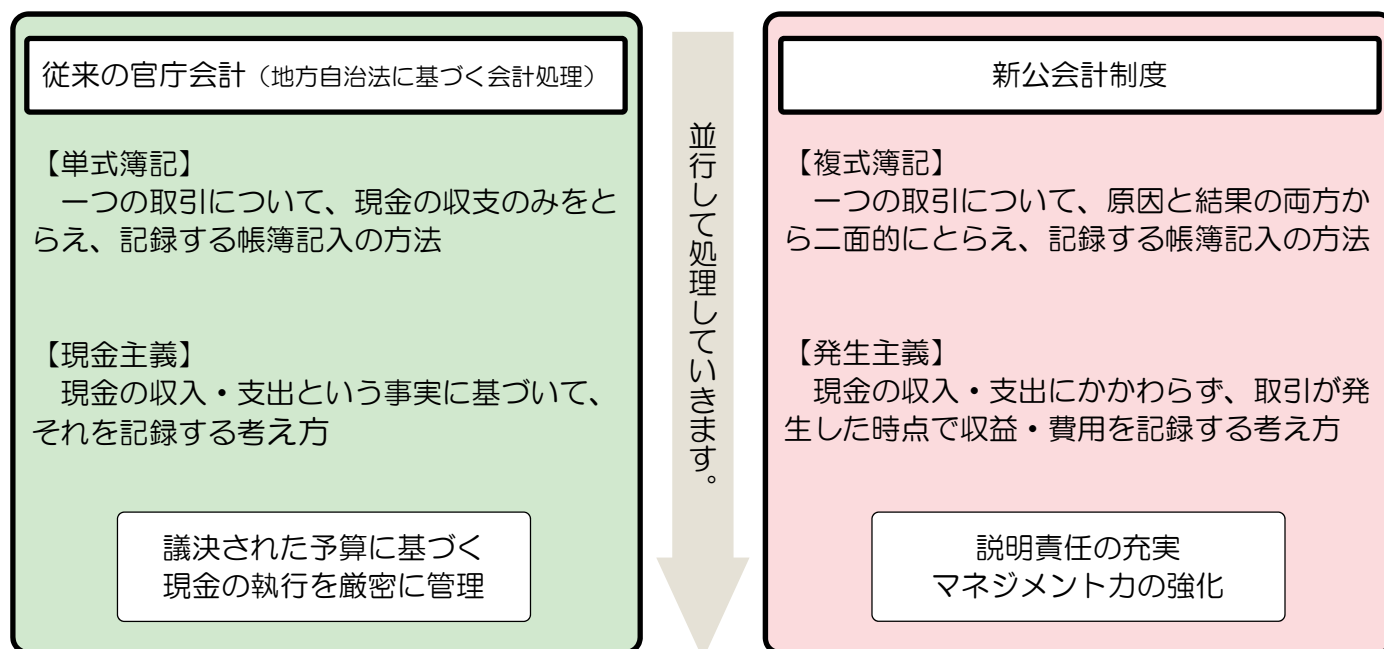 従来の官庁会計（地方自治法に基づく会計処理）
【単式簿記】
　一つの取引について、現金の収支のみをと
らえ、記録する帳簿記入の方法
【現金主義】
　現金の収入・支出という事実に基づいて、
それを記録する考え方
議決された予算に基づく
現金の執行を厳密に管理
並行して処理していきます。
新公会計制度
【複式簿記】
　一つの取引について、原因と結果の両方か
ら二面的にとらえ、記録する帳簿記入の方法
【発生主義】
　現金の収入・支出にかかわらず、取引が発
生した時点で収益・費用を記録する考え方
説明責任の充実
マネジメント力の強化